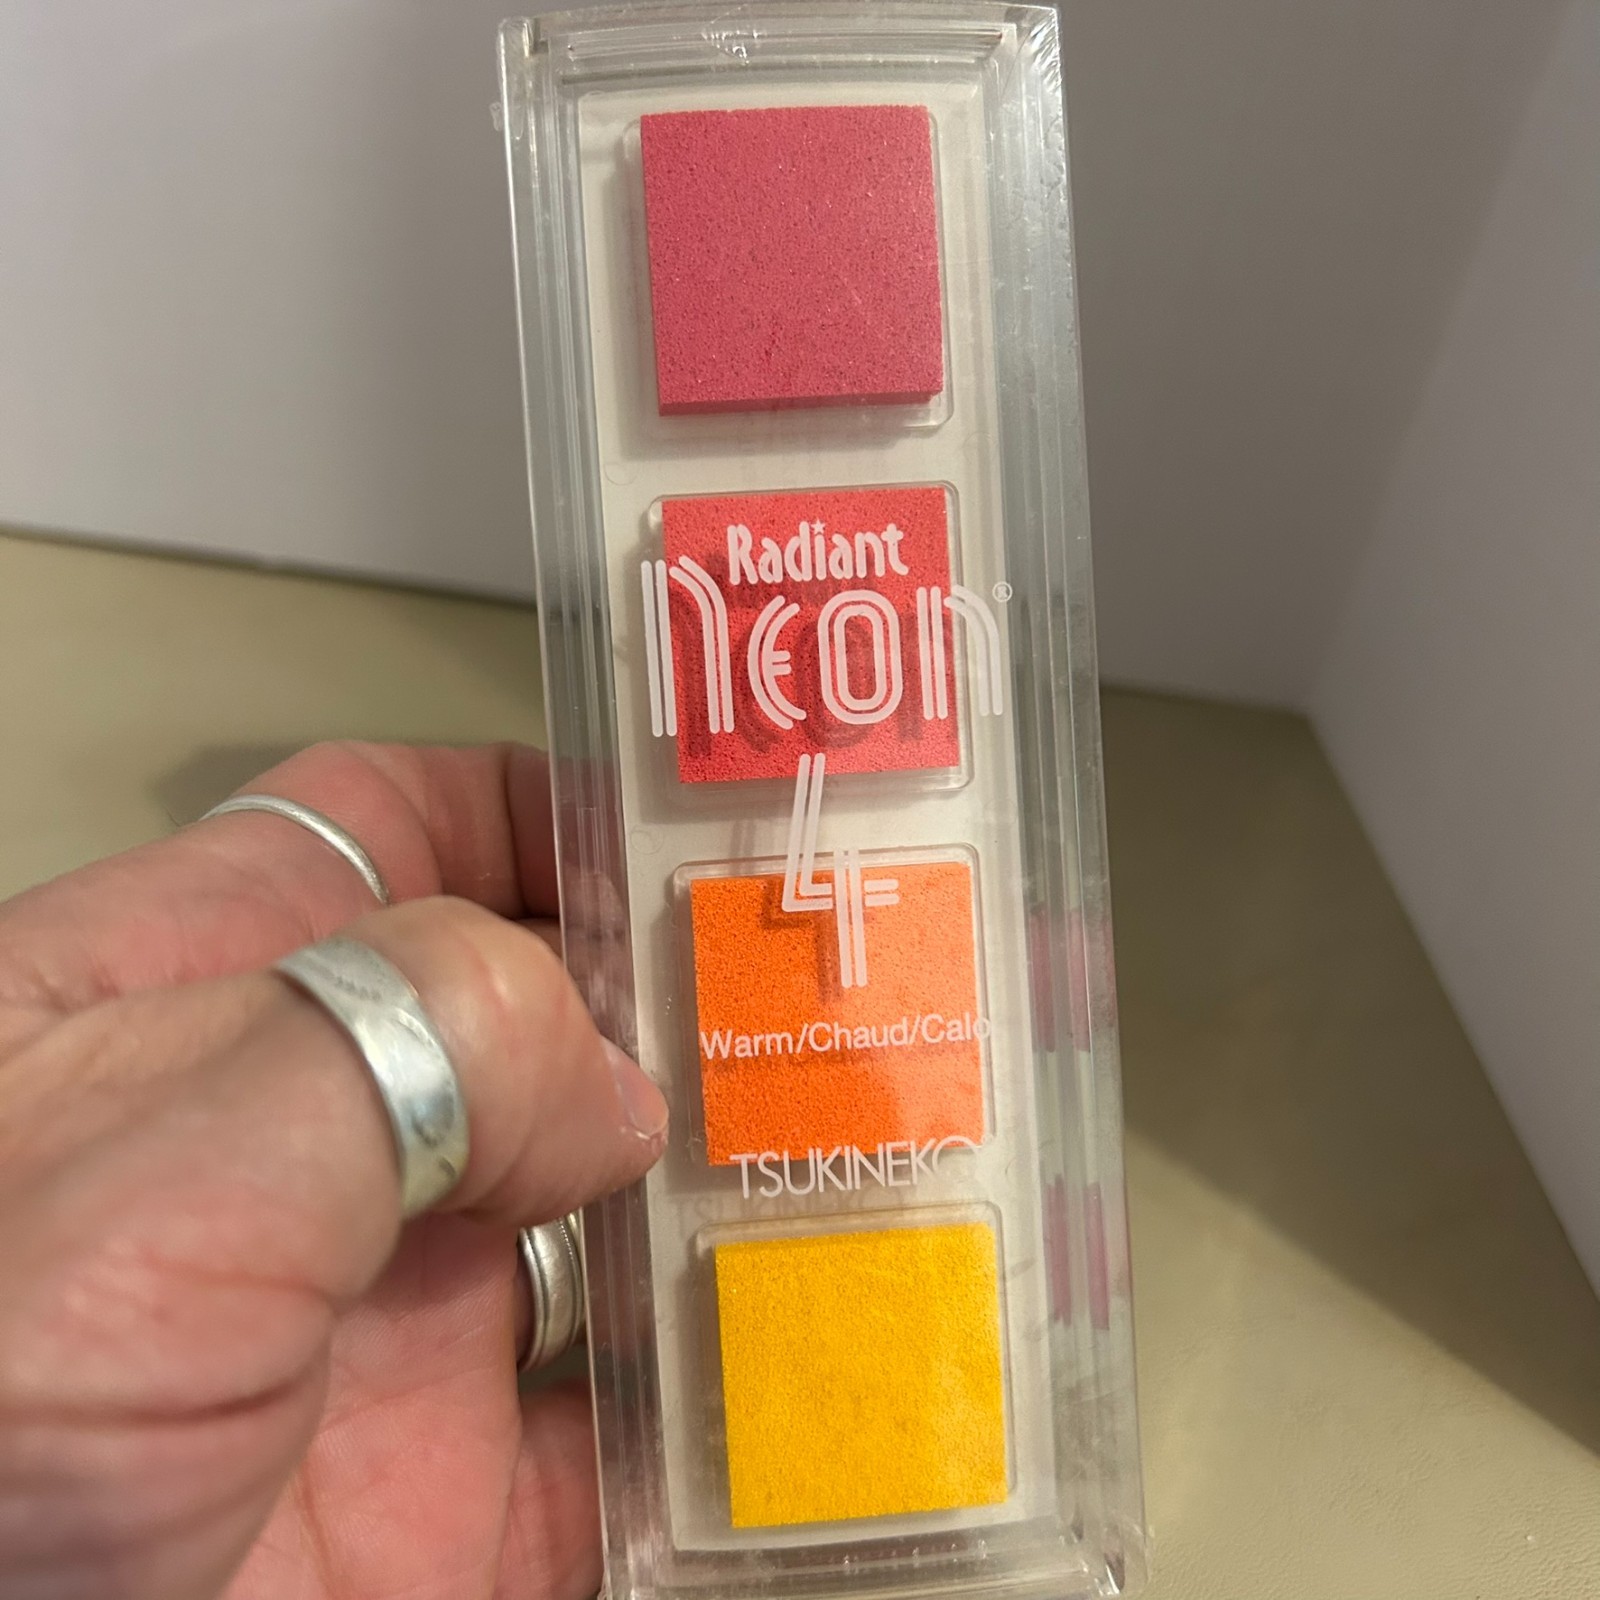 Radiant
neon®
4
Warm/Chaud/Calo
TSUKINEKO